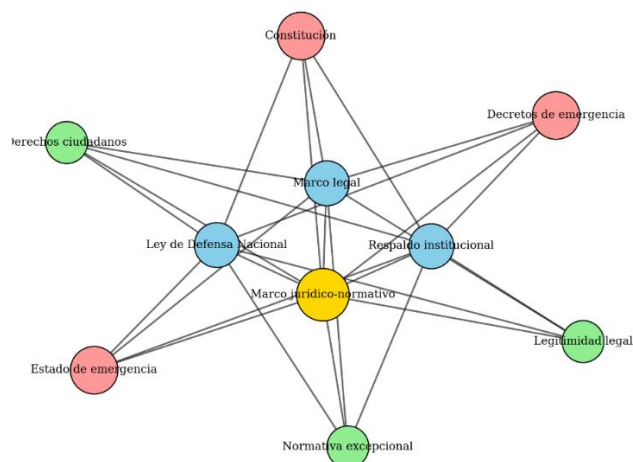 Constitución
Decretos de emergencia
Derechos ciudadanos
Marco legal
Ley de Defensa Nacional
Respaldo institucional
Marco jurídico-normativo
Legitimidad legal
Estado de emergencia
Normativa excepcional